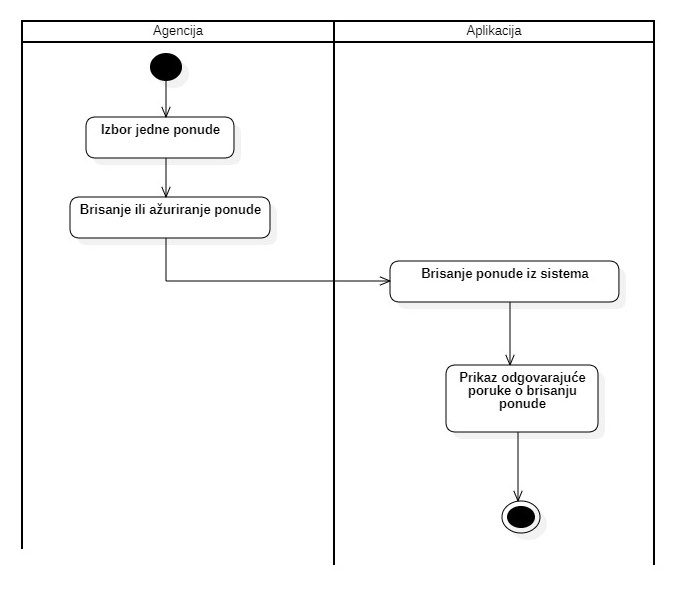 Agencija
Aplikacija
Izbor jedne ponude
Brisanje ili ažuriranje ponude
Brisanje ponude iz sistema
Prikaz odgovarajuće
poruke o brisanju
ponude